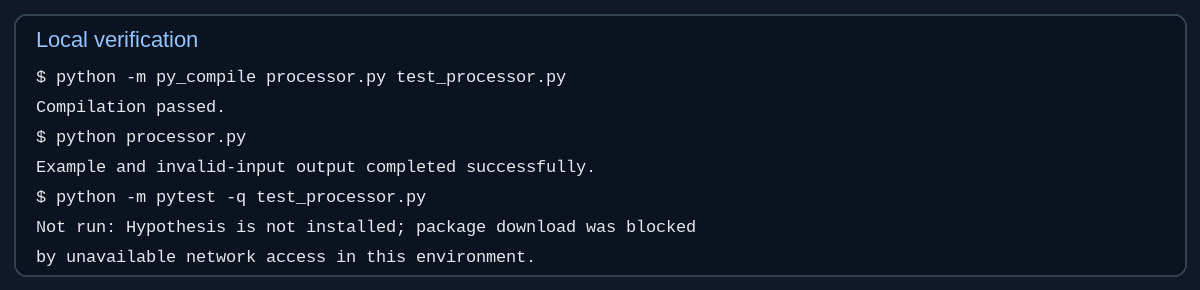 Local verification
$ python -m py_compile processor.py test_processor.py
Compilation passed.
$ python processor.py
Example and invalid-input output completed successfully.
$ python -m pytest -q test_processor.py
Not run: Hypothesis is not installed; package download was blocked
by unavailable network access in this environment.